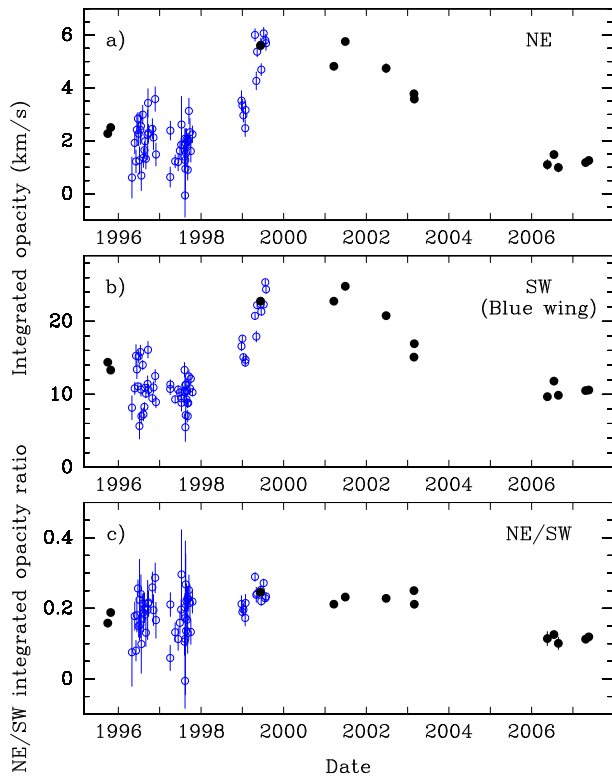 a)
NE
6
4
2
0
1996 1998 2000 2002 2004 2006
Integrated opacity (km/s)
b)
SW
(Blue wing)
20
10
0
1996 1998 2000 2002 2004 2006
NE/SW integrated opacity ratio
c)
NE/SW
0.4
0.2
0
1996 1998 2000 2002 2004 2006
Date